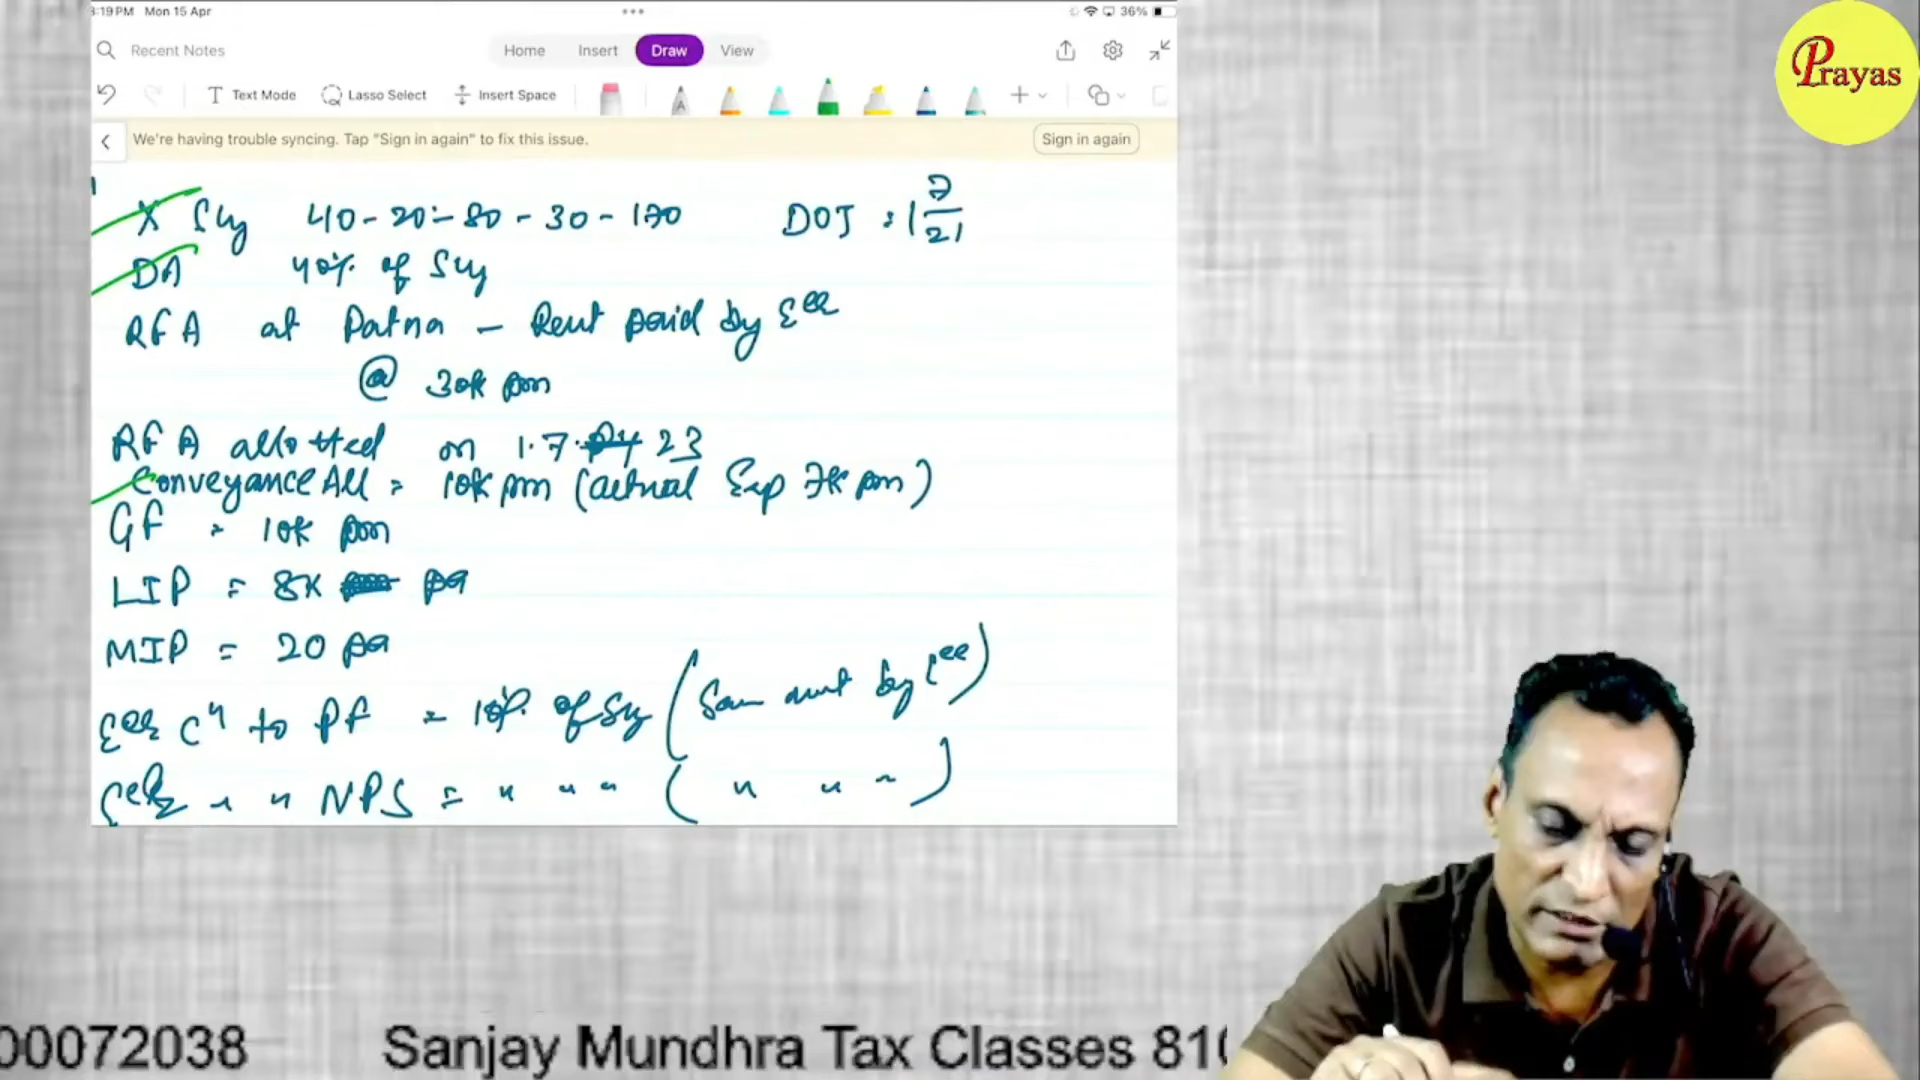 3:19 PM Mon 15 Apr
36%
Recent Notes
Home Insert Draw View
Text Mode Lasso Select Insert Space
We're having trouble syncing. Tap "Sign in again" to fix this issue.
Sign in again
Prayas
X Sly 40 - 20 - 80 - 30 - 170 DOJ : 1/7/21
DA 40% of Sly
RFA at Patna - Rent paid by Eee
@ 30k pm
RFA allotted on 1.7. 23
Conveyance All = 10k pm (actual Exp 7k pm)
GF = 10k pm
LIP = 8k pa
MIP = 20 pa
Eer Cn to PF = 10% of Sly (Same amt by Eee)
Eer " " NPS = " " " ( " " " )
00072038 Sanjay Mundhra Tax Classes 810